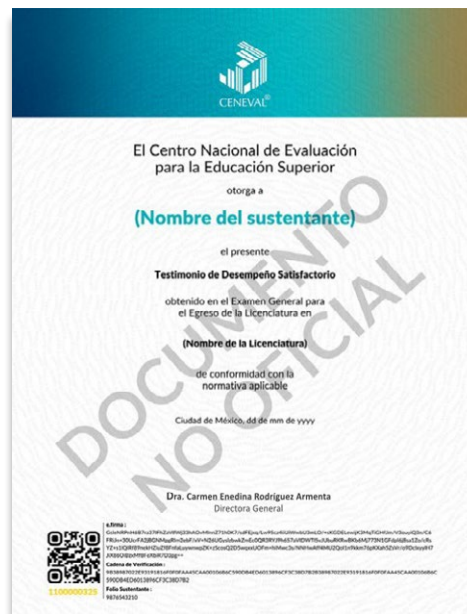 CENEVAL®
El Centro Nacional de Evaluación
para la Educación Superior
otorga a
(Nombre del sustentante)
el presente
Testimonio de Desempeño Satisfactorio
obtenido en el Examen General para
el Egreso de la Licenciatura en
(Nombre de la Licenciatura)
de conformidad con la
normativa aplicable
Ciudad de México, dd de mm de yyyy
DOCUMENTO
NO OFICIAL
Dra. Carmen Enedina Rodríguez Armenta
Directora General
e.firma :
Cadena de Verificación :
Folio Sustentante :
9876543210
1100000325